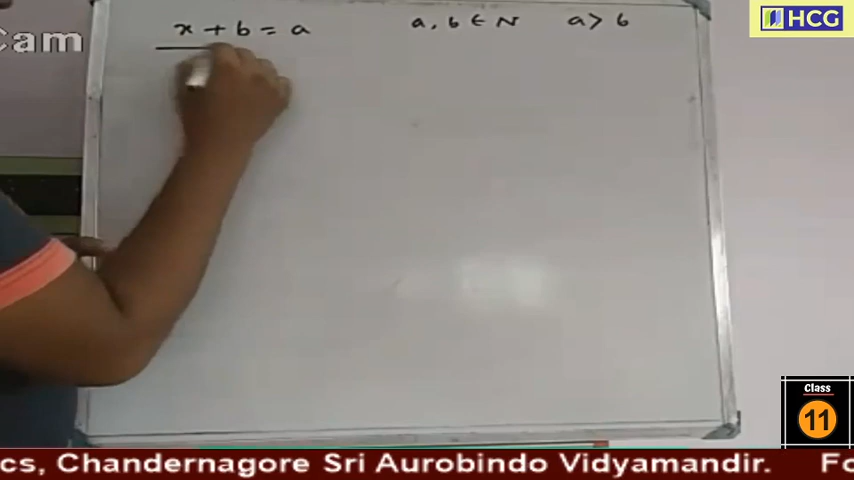 Cam
x + b = a a, b ∈ N a > b
HCG
Class
11
cs, Chandernagore Sri Aurobindo Vidyamandir. Fo